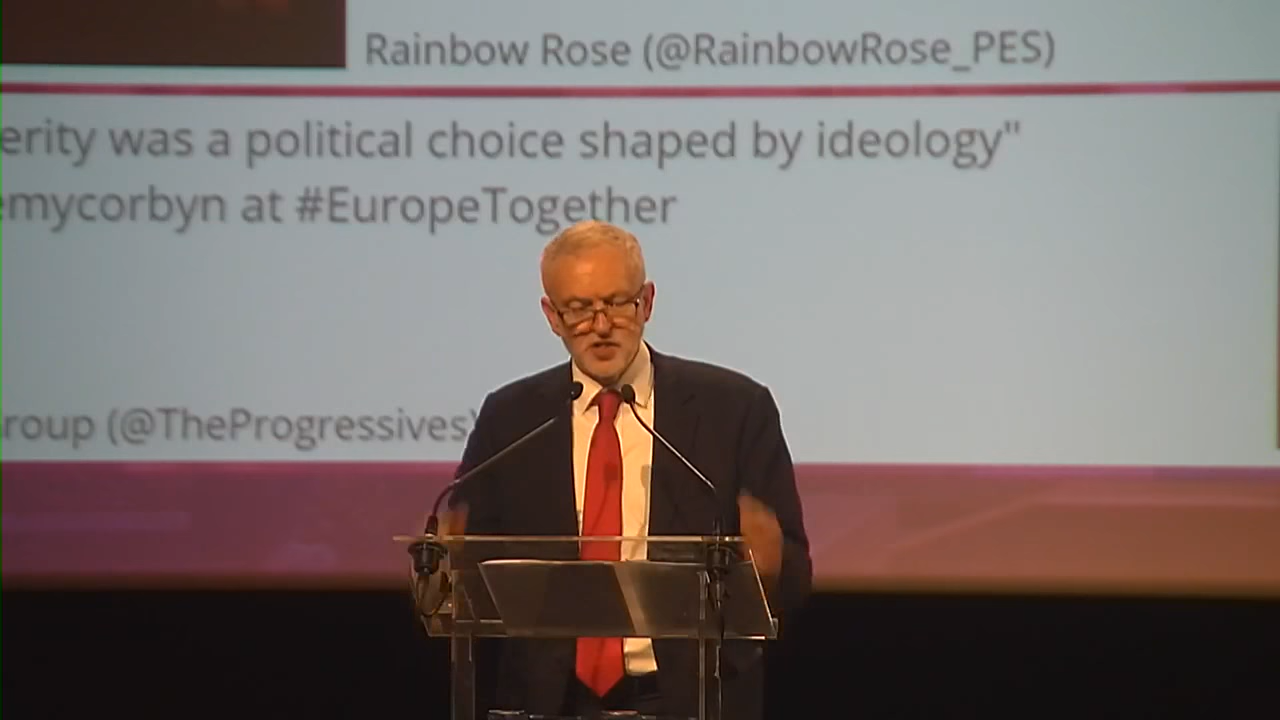 Rainbow Rose (@RainbowRose_PES)
erity was a political choice shaped by ideology"
emycorbyn at #EuropeTogether
roup (@TheProgressives)